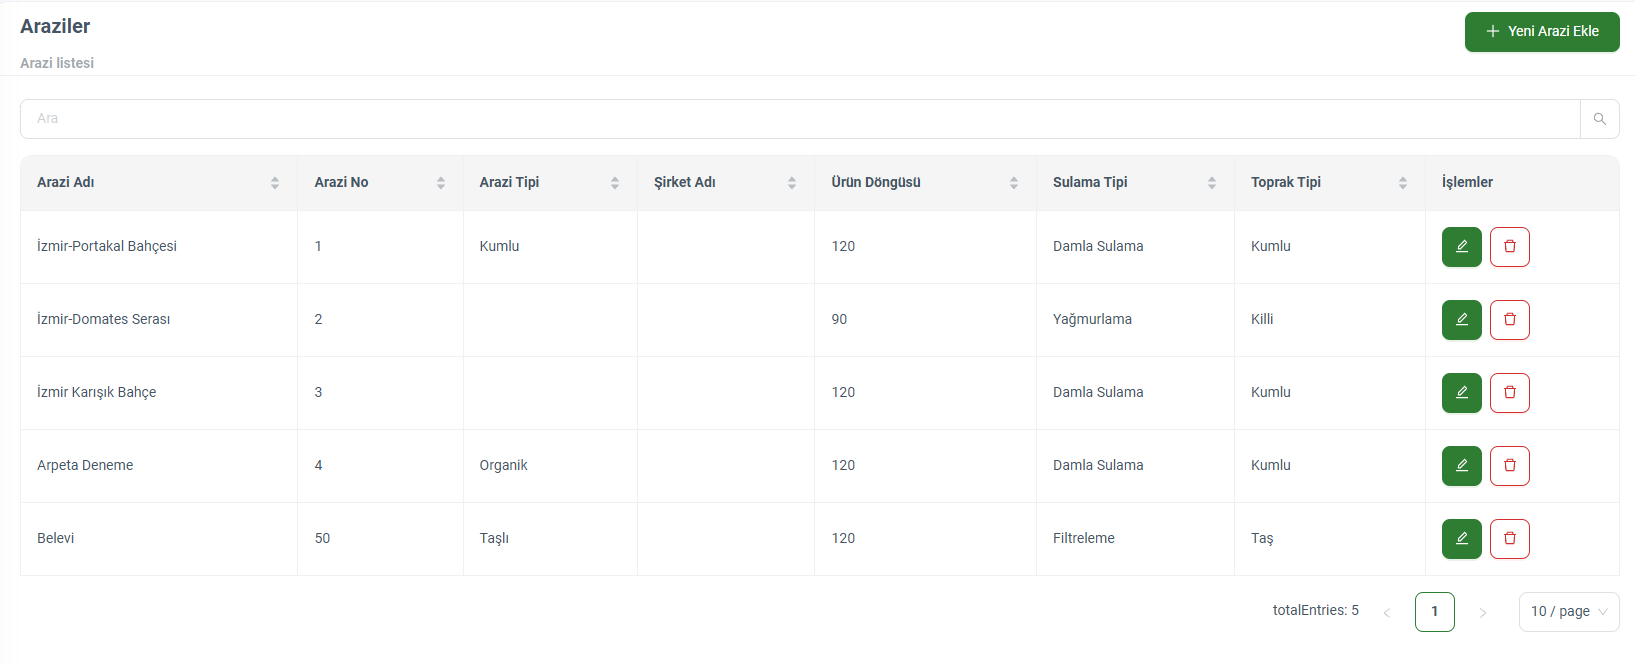 Araziler
Yeni Arazi Ekle
Arazi listesi
Ara
Arazi Adı Arazi No Arazi Tipi Şirket Adı Ürün Döngüsü Sulama Tipi Toprak Tipi İşlemler
İzmir-Portakal Bahçesi 1 Kumlu 120 Damla Sulama Kumlu
İzmir-Domates Serası 2 90 Yağmurlama Killi
İzmir Karışık Bahçe 3 120 Damla Sulama Kumlu
Arpeta Deneme 4 Organik 120 Damla Sulama Kumlu
Belevi 50 Taşlı 120 Filtreleme Taş
totalEntries: 5 < 1 > 10 / page